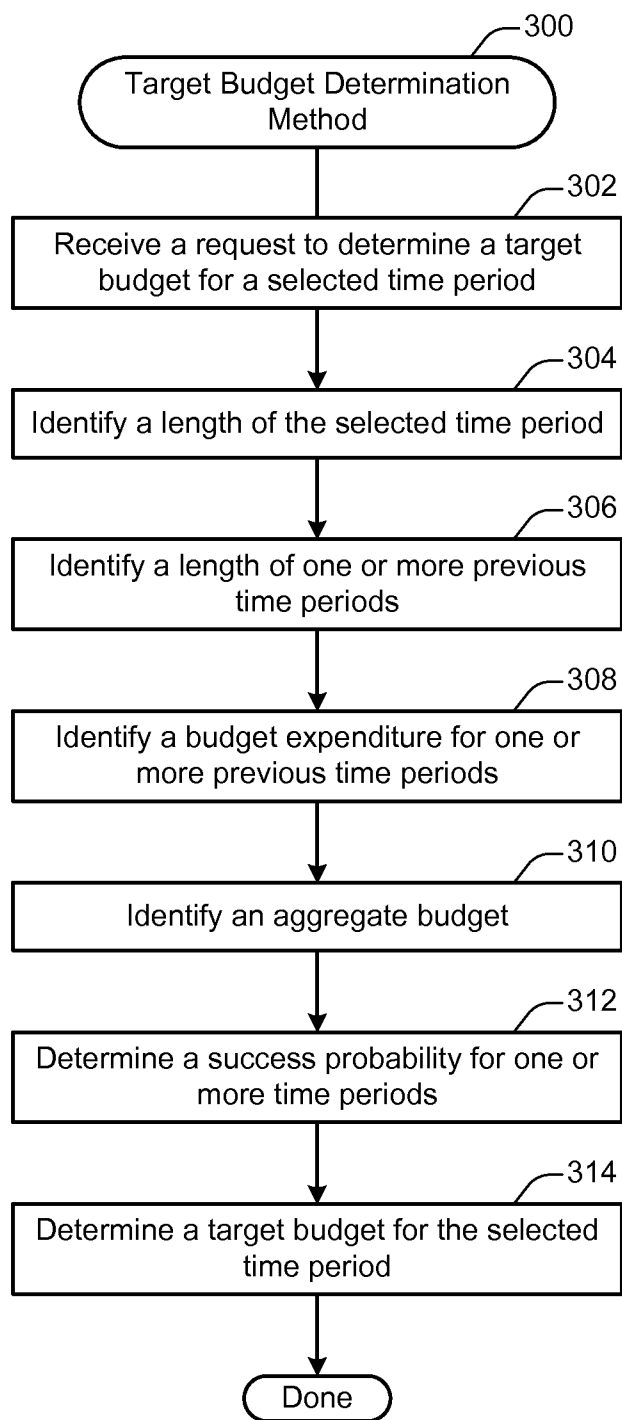 300
Target Budget Determination
Method
302
Receive a request to determine a target
budget for a selected time period
304
Identify a length of the selected time period
306
Identify a length of one or more previous
time periods
308
Identify a budget expenditure for one or
more previous time periods
310
Identify an aggregate budget
312
Determine a success probability for one or
more time periods
314
Determine a target budget for the selected
time period
Done